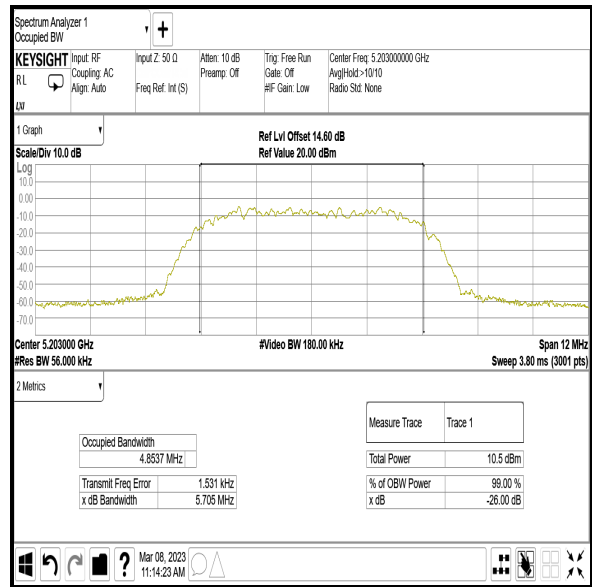 Spectrum Analyzer 1
Occupied BW
KEYSIGHT
R L
LXI
Input: RF
Coupling: AC
Align: Auto
Input Z: 50 Ω
Freq Ref: Int (S)
Atten: 10 dB
Preamp: Off
Trig: Free Run
Gate: Off
#IF Gain: Low
Center Freq: 5.203000000 GHz
Avg|Hold:>10/10
Radio Std: None
1 Graph
Ref Lvl Offset 14.60 dB
Scale/Div 10.0 dB
Ref Value 20.00 dBm
Log
10.0
0.00
-10.0
-20.0
-30.0
-40.0
-50.0
-60.0
-70.0
Center 5.203000 GHz
#Video BW 180.00 kHz
Span 12 MHz
#Res BW 56.000 kHz
Sweep 3.80 ms (3001 pts)
2 Metrics
Measure Trace
Trace 1
Occupied Bandwidth
4.8537 MHz
Total Power
10.5 dBm
Transmit Freq Error
1.531 kHz
% of OBW Power
99.00 %
x dB Bandwidth
5.705 MHz
x dB
-26.00 dB
?
Mar 08, 2023
11:14:23 AM